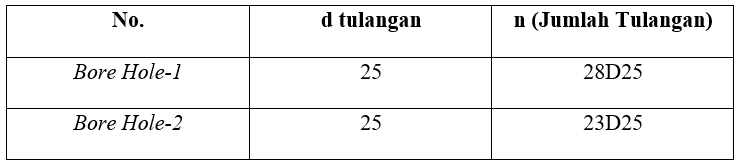 No. d tulangan n (Jumlah Tulangan)
Bore Hole-1 25 28D25
Bore Hole-2 25 23D25